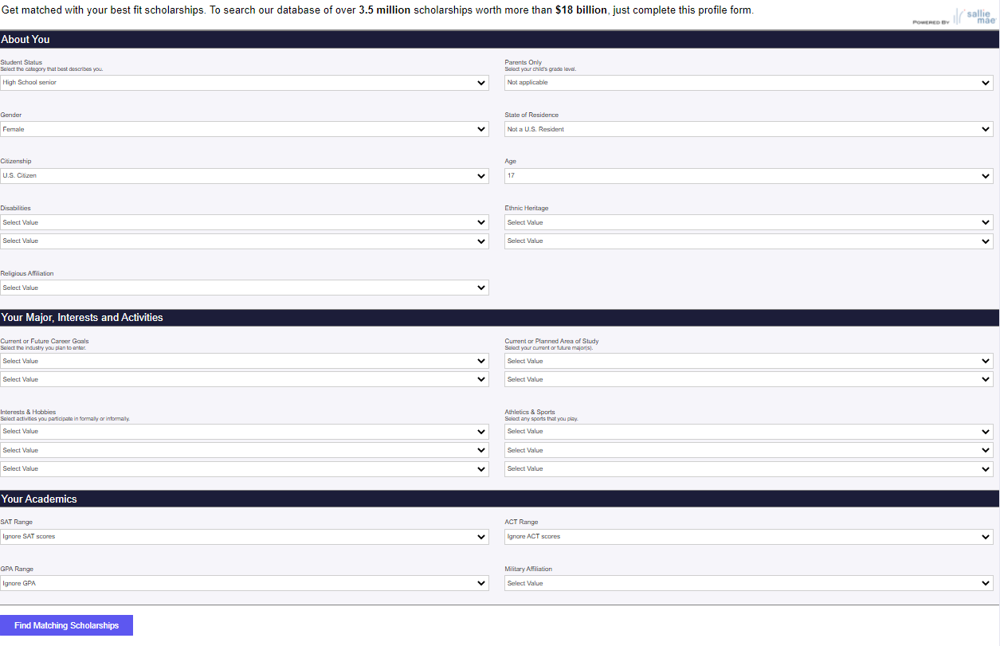 Get matched with your best fit scholarships. To search our database of over 3.5 million scholarships worth more than $18 billion, just complete this profile form.
POWERED BY sallie mae
About You
Student Status
Select the category that best describes you.
High School senior
Parents Only
Select your child's grade level.
Not applicable
Gender
Female
State of Residence
Not a U.S. Resident
Citizenship
U.S. Citizen
Age
17
Disabilities
Select Value
Select Value
Ethnic Heritage
Select Value
Select Value
Religious Affiliation
Select Value
Your Major, Interests and Activities
Current or Future Career Goals
Select the industry you plan to enter.
Select Value
Select Value
Current or Planned Area of Study
Select your current or future major(s).
Select Value
Select Value
Interests & Hobbies
Select activities you participate in formally or informally.
Select Value
Select Value
Select Value
Athletics & Sports
Select any sports that you play.
Select Value
Select Value
Select Value
Your Academics
SAT Range
Ignore SAT scores
ACT Range
Ignore ACT scores
GPA Range
Ignore GPA
Military Affiliation
Select Value
Find Matching Scholarships